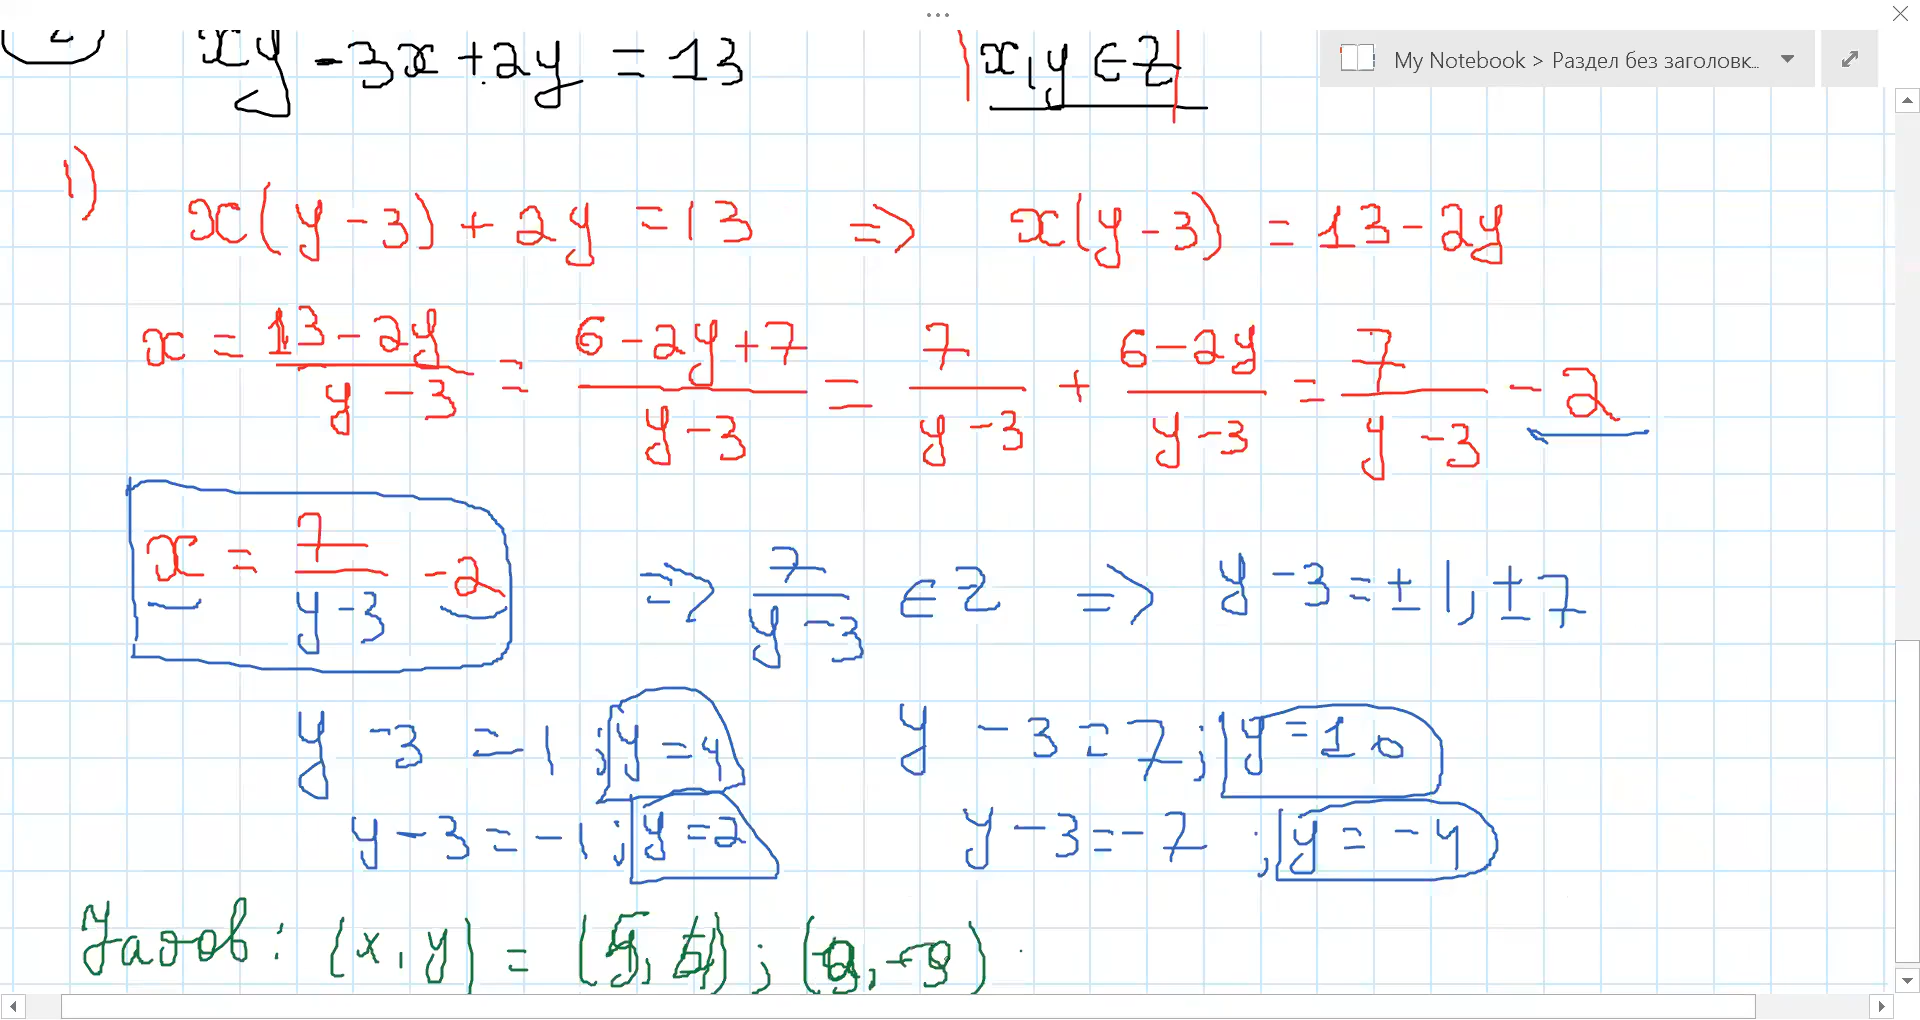 xy - 3x + 2y = 13 x, y ∈ Z
My Notebook > Раздел без заголовк...
1)
x(y - 3) + 2y = 13 => x(y - 3) = 13 - 2y
x = (13 - 2y)/(y - 3) = (6 - 2y + 7)/(y - 3) = 7/(y - 3) + (6 - 2y)/(y - 3) = 7/(y - 3) - 2
x = 7/(y - 3) - 2 => 7/(y - 3) ∈ Z => y - 3 = ±1, ±7
y - 3 = 1 ; y = 4 y - 3 = 7 ; y = 10
y - 3 = -1 ; y = 2 y - 3 = -7 ; y = -4
(x, y) =